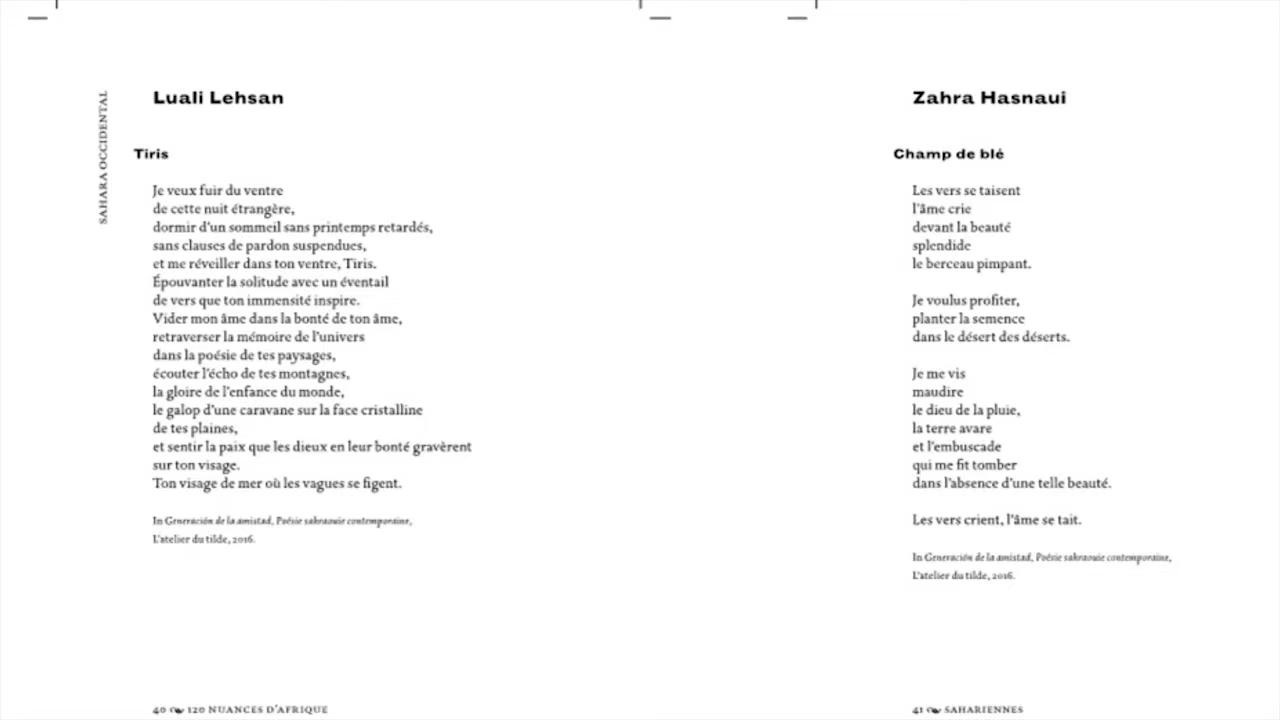 SAHARA OCCIDENTAL
Luali Lehsan
Tiris
Je veux fuir du ventre
de cette nuit étrangère,
dormir d'un sommeil sans printemps retardés,
sans clauses de pardon suspendues,
et me réveiller dans ton ventre, Tiris.
Épouvanter la solitude avec un éventail
de vers que ton immensité inspire.
Vider mon âme dans la bonté de ton âme,
retraverser la mémoire de l'univers
dans la poésie de tes paysages,
écouter l'écho de tes montagnes,
la gloire de l'enfance du monde,
le galop d'une caravane sur la face cristalline
de tes plaines,
et sentir la paix que les dieux en leur bonté gravèrent
sur ton visage.
Ton visage de mer où les vagues se figent.
In Generación de la amistad, Poésie sahraouie contemporaine,
L'atelier du tilde, 2016.
40 ❧ 120 NUANCES D'AFRIQUE
Zahra Hasnaui
Champ de blé
Les vers se taisent
l'âme crie
devant la beauté
splendide
le berceau pimpant.
Je voulus profiter,
planter la semence
dans le désert des déserts.
Je me vis
maudire
le dieu de la pluie,
la terre avare
et l'embuscade
qui me fit tomber
dans l'absence d'une telle beauté.
Les vers crient, l'âme se tait.
In Generación de la amistad, Poésie sahraouie contemporaine,
L'atelier du tilde, 2016.
41 ❧ SAHARIENNES